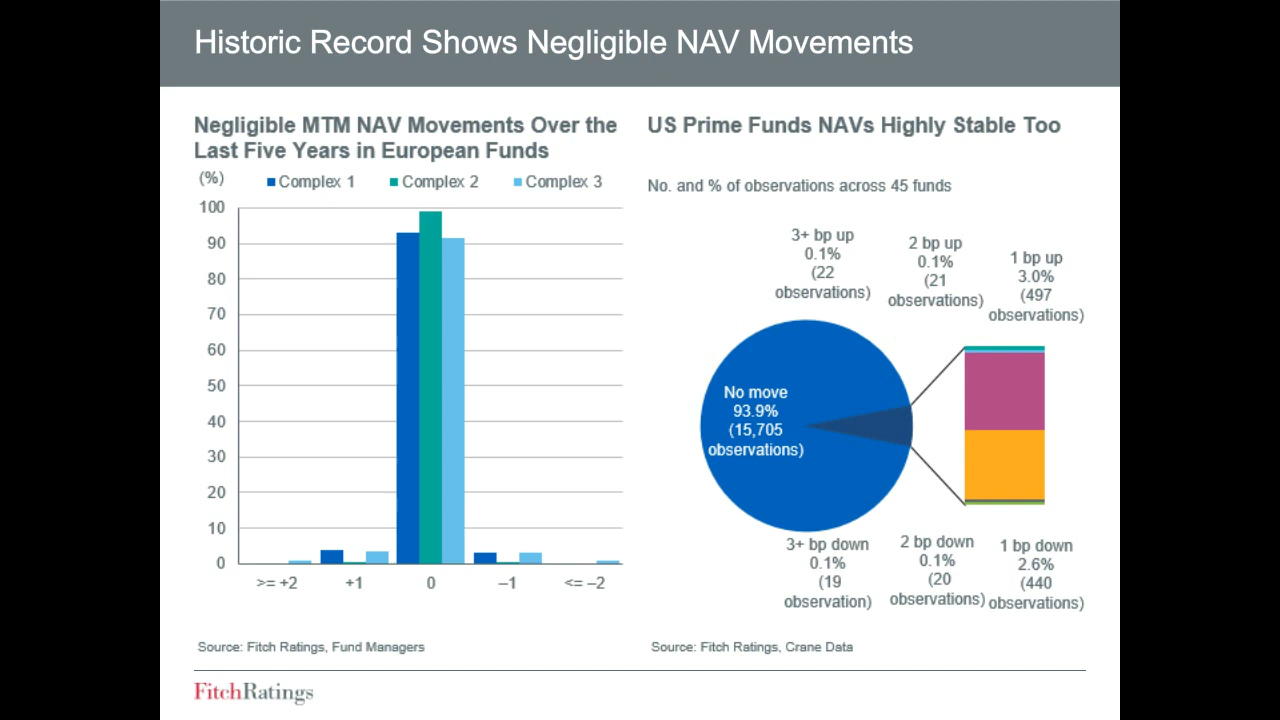 Historic Record Shows Negligible NAV Movements
Negligible MTM NAV Movements Over the
Last Five Years in European Funds
(%)
Complex 1
Complex 2
Complex 3
100
90
80
70
60
50
40
30
20
10
0
>= +2
+1
0
–1
<= –2
Source: Fitch Ratings, Fund Managers
US Prime Funds NAVs Highly Stable Too
No. and % of observations across 45 funds
3+ bp up
0.1%
(22
observations)
2 bp up
0.1%
(21
observations)
1 bp up
3.0%
(497
observations)
No move
93.9%
(15,705
observations)
3+ bp down
0.1%
(19
observation)
2 bp down
0.1%
(20
observations)
1 bp down
2.6%
(440
observations)
Source: Fitch Ratings, Crane Data
FitchRatings